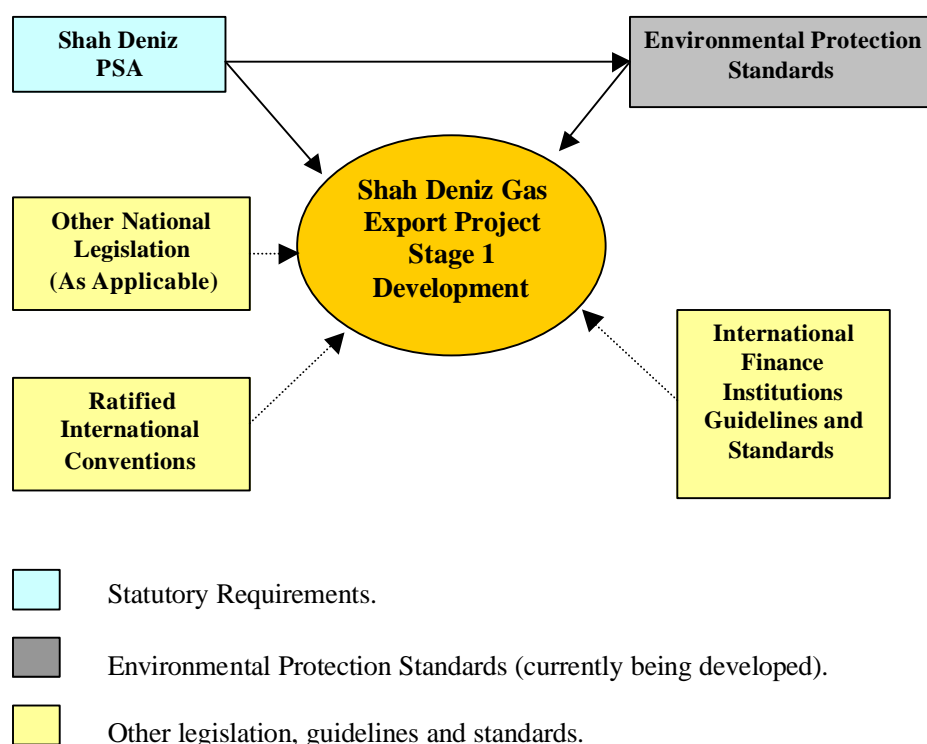 Shah Deniz
PSA
Environmental Protection
Standards
Shah Deniz Gas
Export Project
Stage 1
Development
Other National
Legislation
(As Applicable)
Ratified
International
Conventions
International
Finance
Institutions
Guidelines and
Standards
Statutory Requirements.
Environmental Protection Standards (currently being developed).
Other legislation, guidelines and standards.